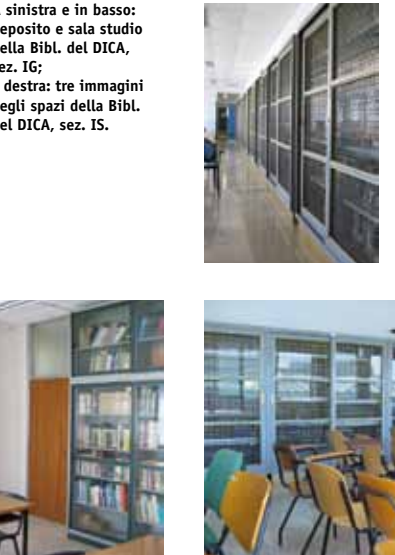 sinistra e in basso:
eposito e sala studio
ella Bibl. del DICA,
ez. IG;
destra: tre immagini
egli spazi della Bibl.
el DICA, sez. IS.